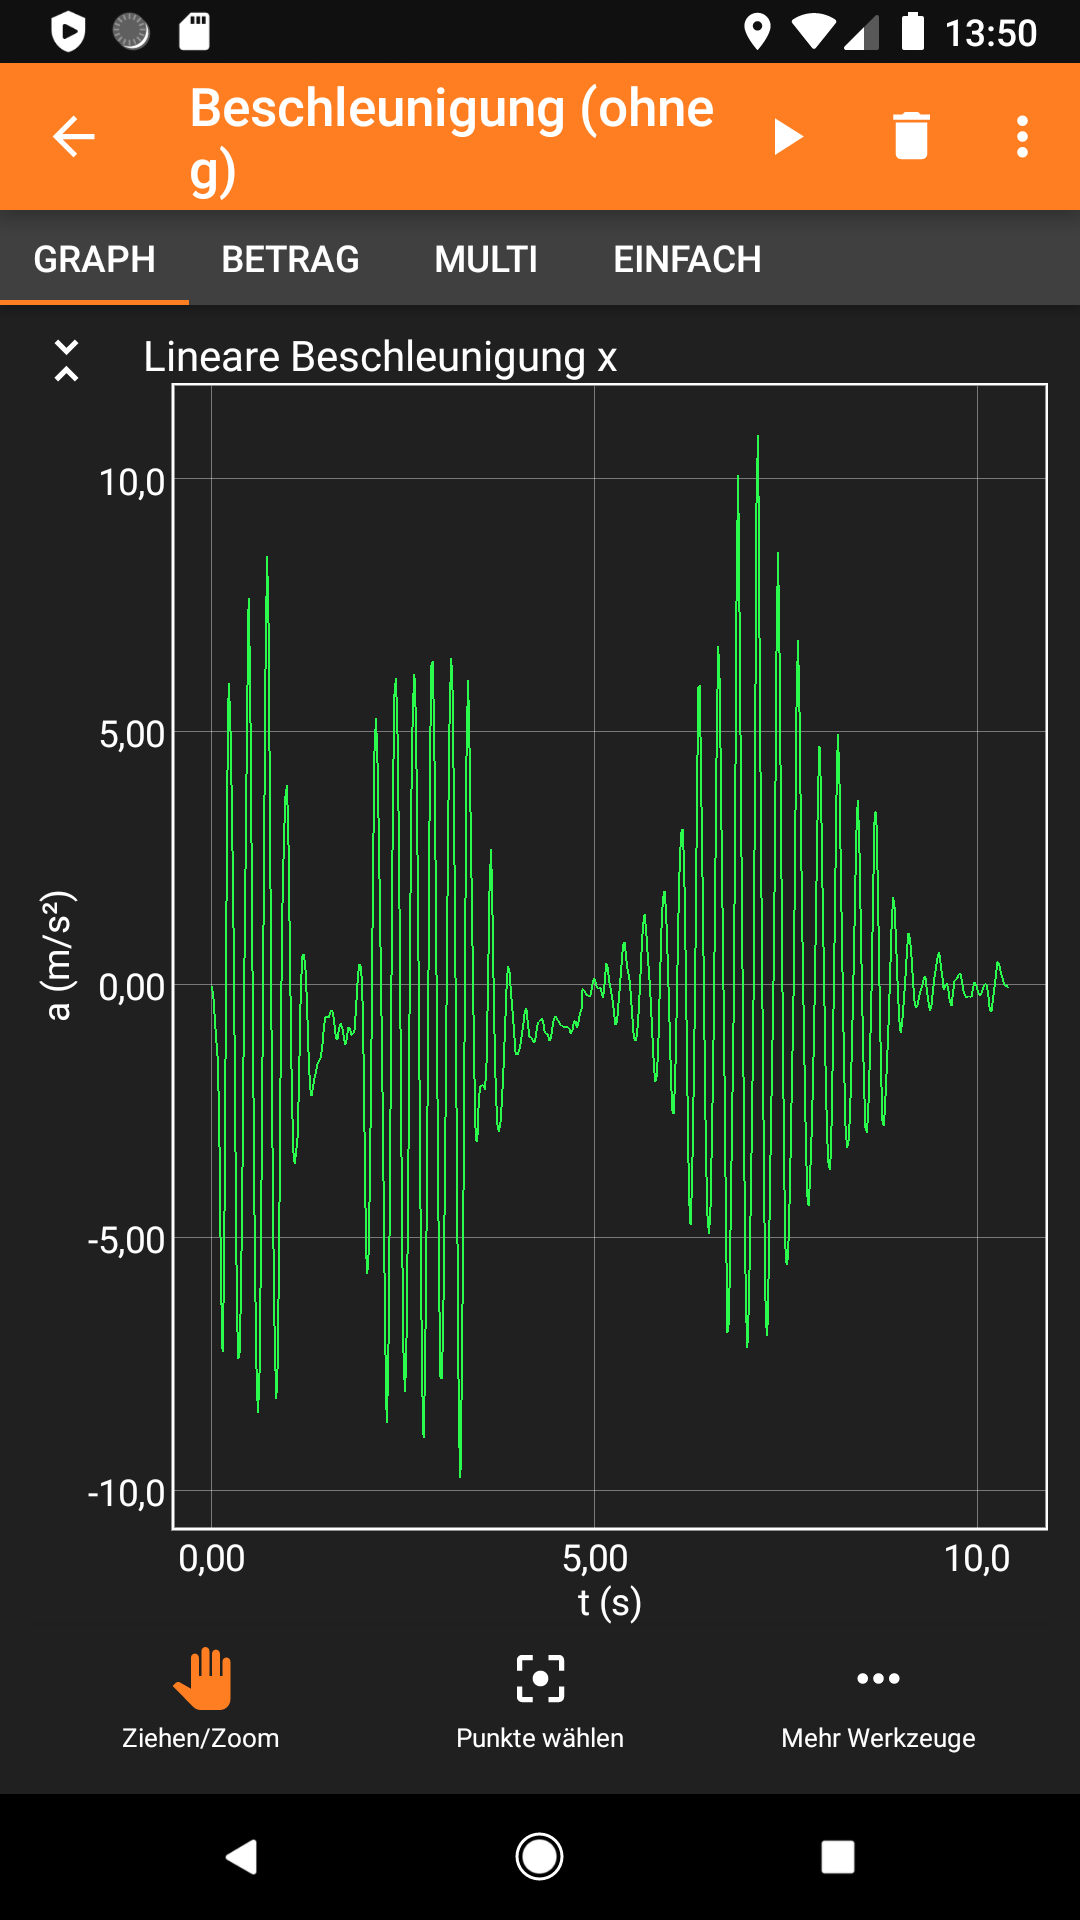 13:50
Beschleunigung (ohne
g)
GRAPH BETRAG MULTI EINFACH
Lineare Beschleunigung x
10,0
5,00
0,00
-5,00
-10,0
a (m/s²)
0,00 5,00 10,0
t (s)
Ziehen/Zoom Punkte wählen Mehr Werkzeuge